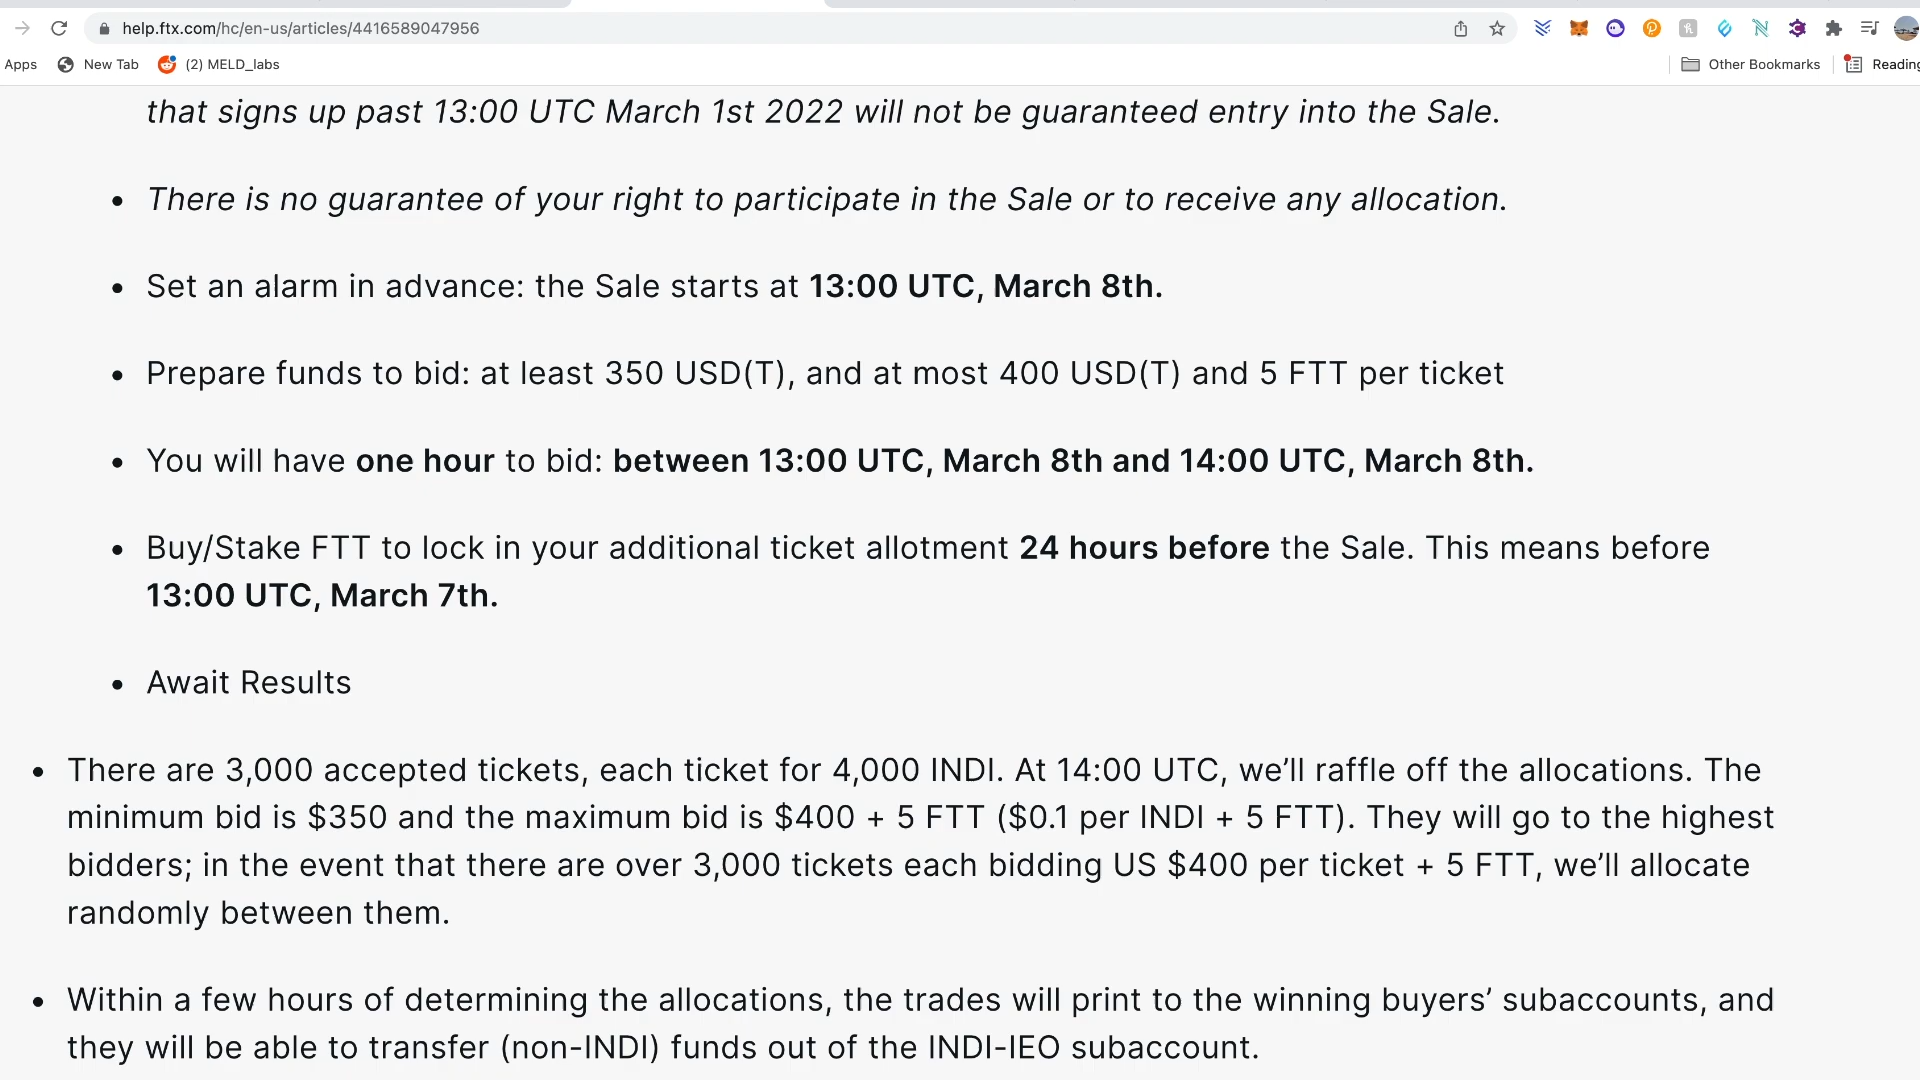 help.ftx.com/hc/en-us/articles/4416589047956
Apps New Tab (2) MELD_labs Other Bookmarks Reading
that signs up past 13:00 UTC March 1st 2022 will not be guaranteed entry into the Sale.
• There is no guarantee of your right to participate in the Sale or to receive any allocation.
• Set an alarm in advance: the Sale starts at 13:00 UTC, March 8th.
• Prepare funds to bid: at least 350 USD(T), and at most 400 USD(T) and 5 FTT per ticket
• You will have one hour to bid: between 13:00 UTC, March 8th and 14:00 UTC, March 8th.
• Buy/Stake FTT to lock in your additional ticket allotment 24 hours before the Sale. This means before
13:00 UTC, March 7th.
• Await Results
• There are 3,000 accepted tickets, each ticket for 4,000 INDI. At 14:00 UTC, we’ll raffle off the allocations. The
minimum bid is $350 and the maximum bid is $400 + 5 FTT ($0.1 per INDI + 5 FTT). They will go to the highest
bidders; in the event that there are over 3,000 tickets each bidding US $400 per ticket + 5 FTT, we’ll allocate
randomly between them.
• Within a few hours of determining the allocations, the trades will print to the winning buyers’ subaccounts, and
they will be able to transfer (non-INDI) funds out of the INDI-IEO subaccount.